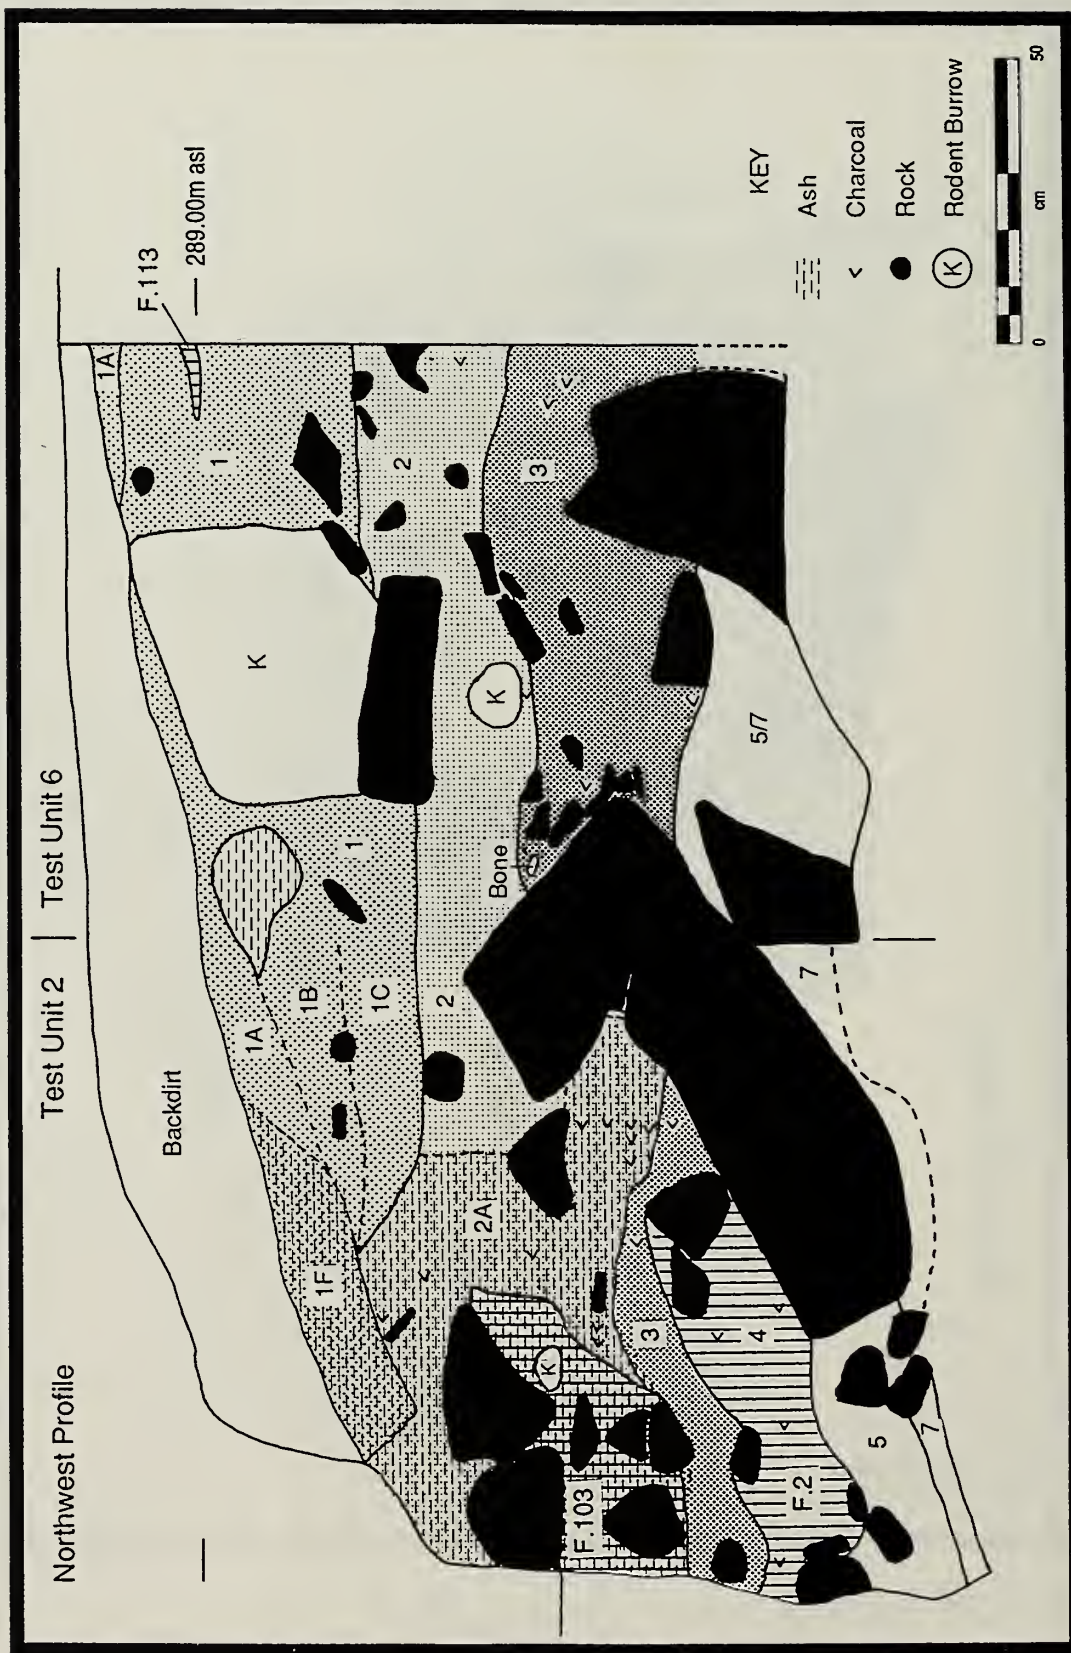 Northwest Profile
Test Unit 2 | Test Unit 6
Backdirt
F.113
289.00m asl
1A
1
K
1A
1B
1C
1
1F
2
2
2A
K
Bone
3
3
K
F.103
4
F.2
5
7
7
5/7
KEY
Ash
< Charcoal
Rock
K Rodent Burrow
0 cm 50